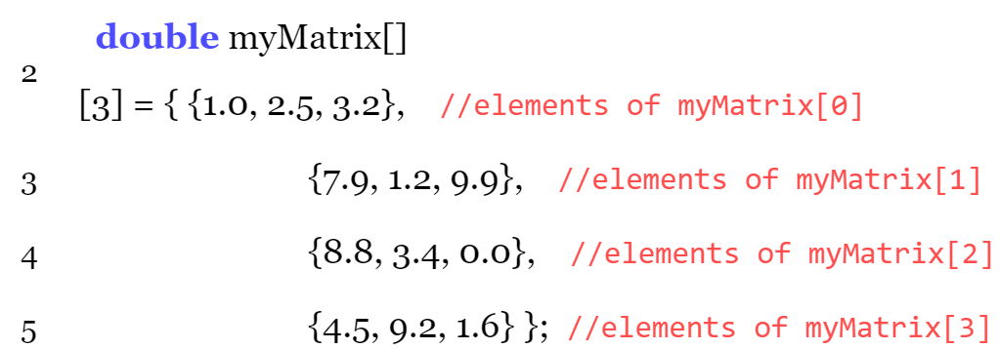 double myMatrix[]
2
[3] = { {1.0, 2.5, 3.2}, //elements of myMatrix[0]
3 {7.9, 1.2, 9.9}, //elements of myMatrix[1]
4 {8.8, 3.4, 0.0}, //elements of myMatrix[2]
5 {4.5, 9.2, 1.6} }; //elements of myMatrix[3]